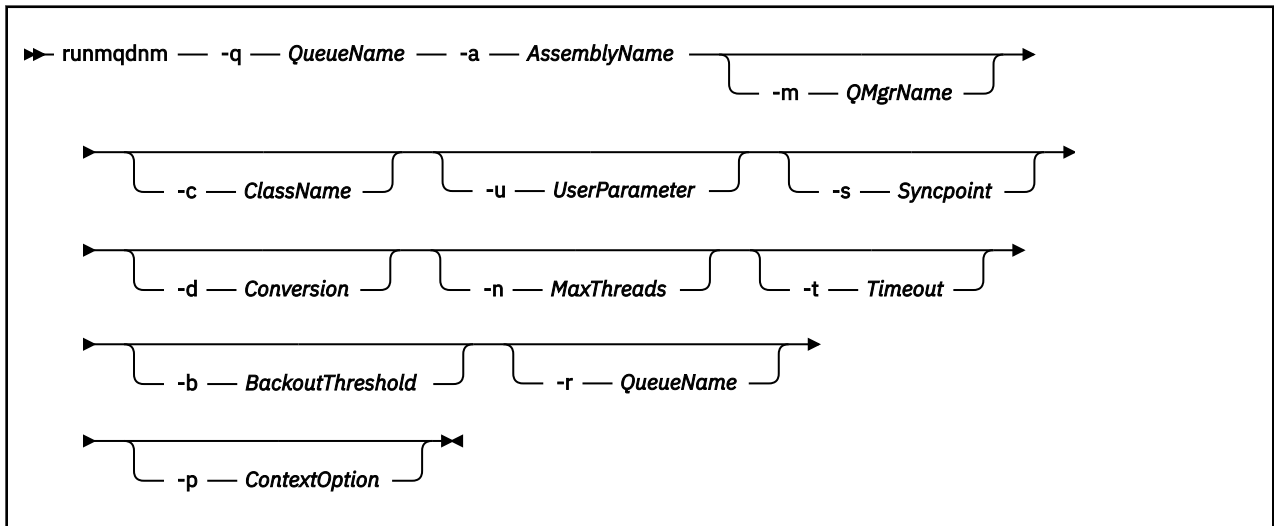 runmqdnm -q QueueName -a AssemblyName
-m QMgrName
-c ClassName -u UserParameter -s Syncpoint
-d Conversion -n MaxThreads -t Timeout
-b BackoutThreshold -r QueueName
-p ContextOption